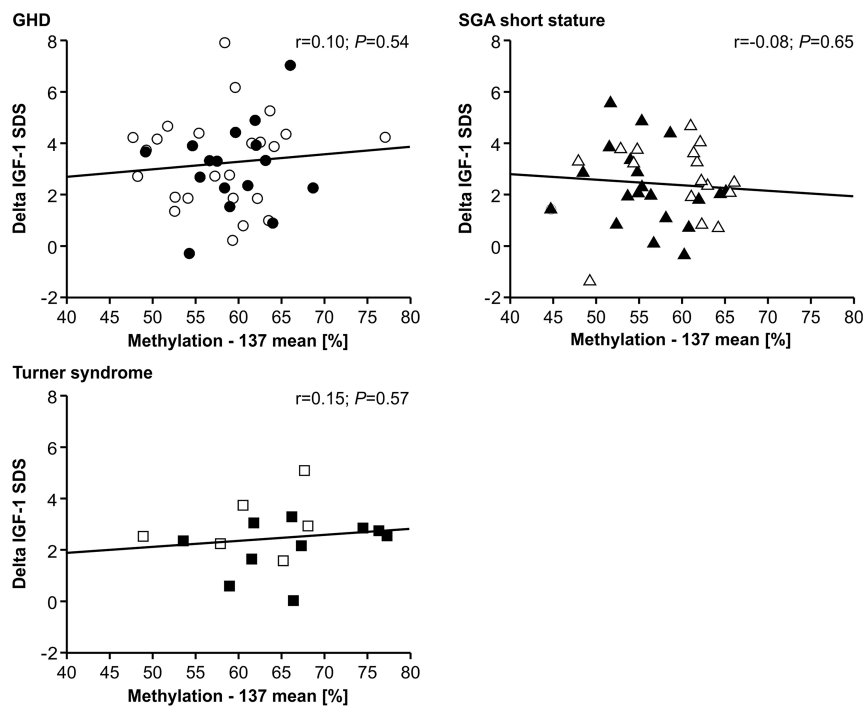 GHD
r=0.10; P=0.54
Delta IGF-1 SDS
8
6
4
2
0
-2
40 45 50 55 60 65 70 75 80
Methylation - 137 mean [%]
SGA short stature
r=-0.08; P=0.65
Delta IGF-1 SDS
8
6
4
2
0
-2
40 45 50 55 60 65 70 75 80
Methylation - 137 mean [%]
Turner syndrome
r=0.15; P=0.57
Delta IGF-1 SDS
8
6
4
2
0
-2
40 45 50 55 60 65 70 75 80
Methylation - 137 mean [%]